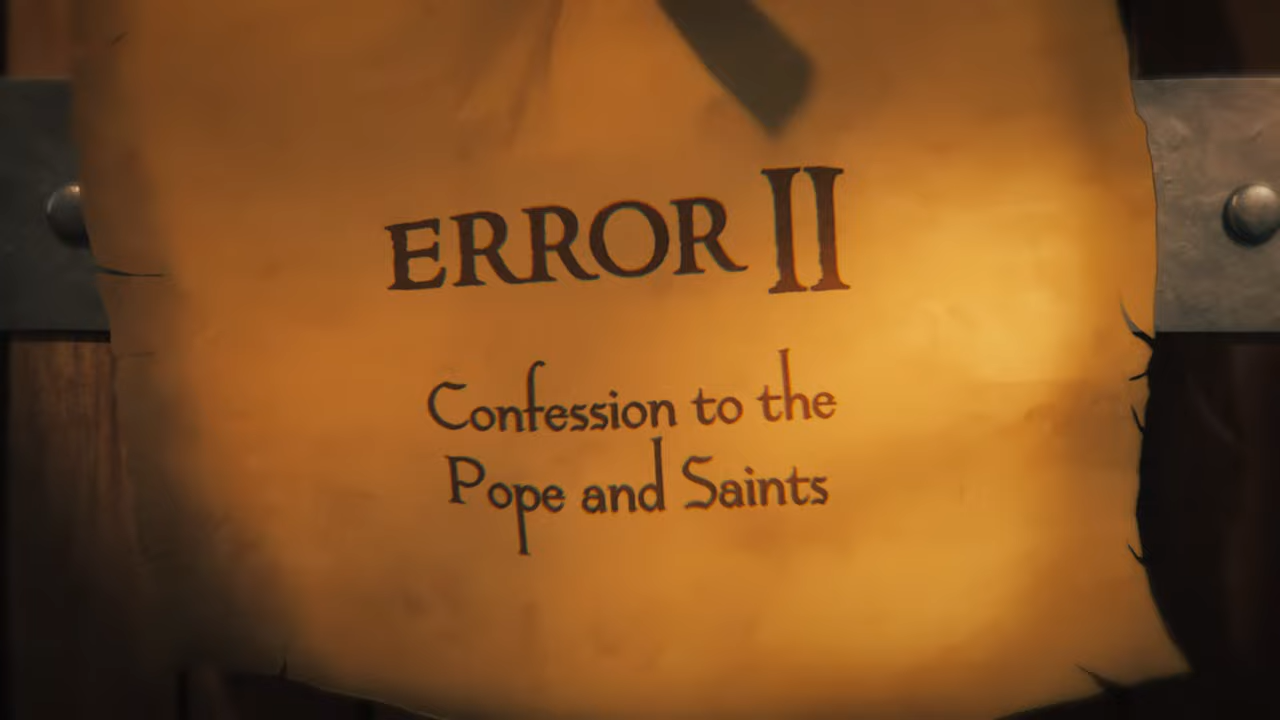 ERROR II
Confession to the
Pope and Saints